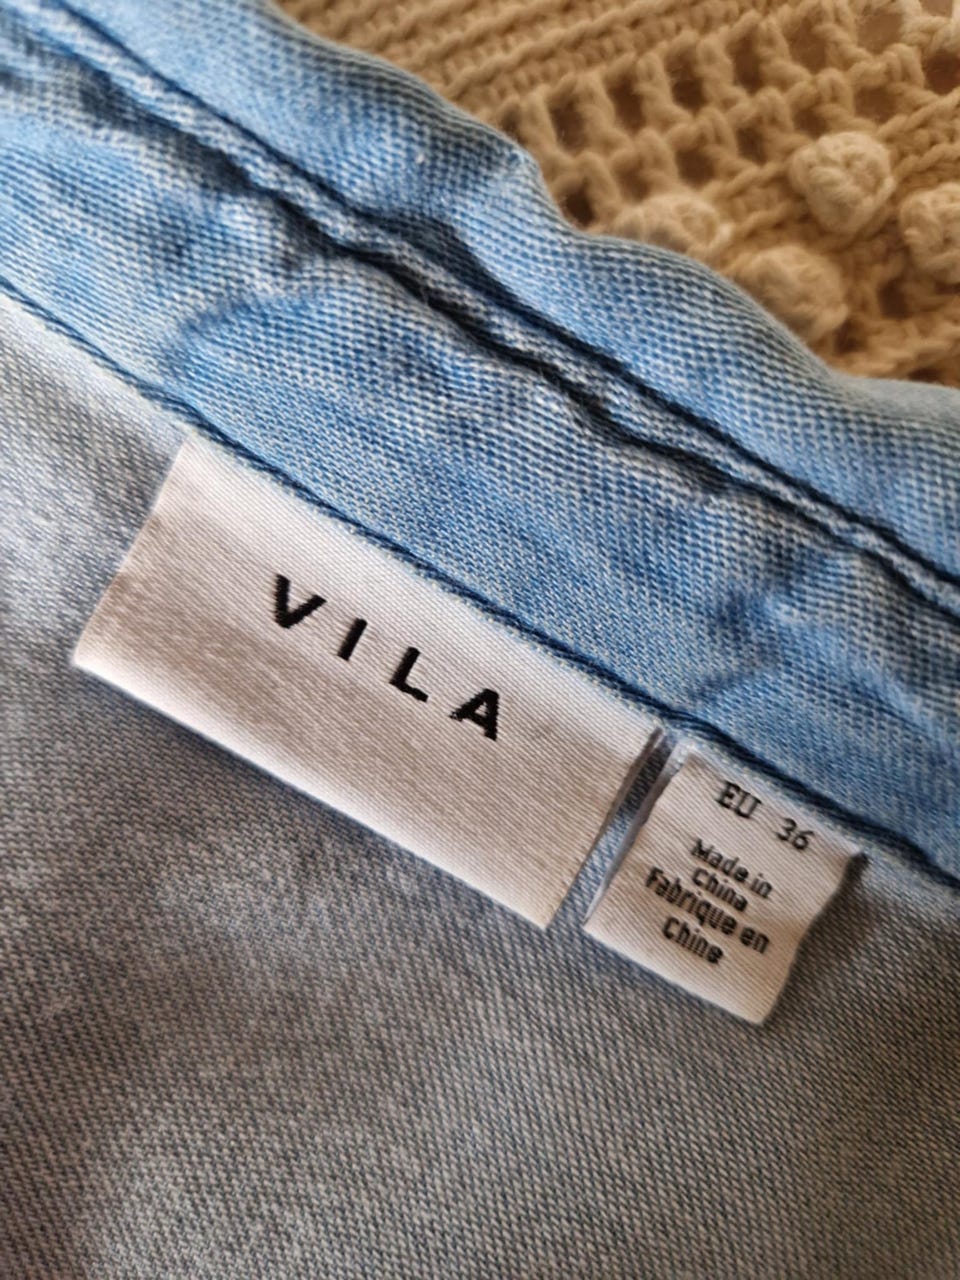 VILA
EU 36
Made in
China
Fabrique en
Chine